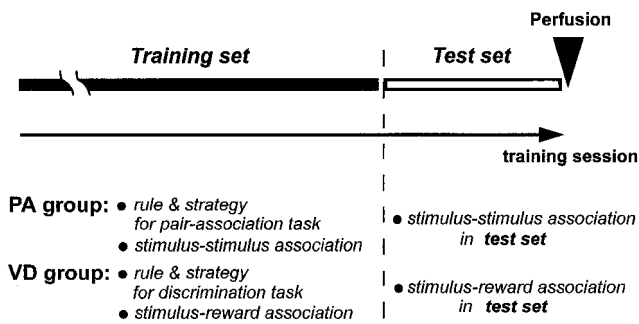 Perfusion
Training set
Test set
training session
PA group: • rule & strategy
for pair-association task
• stimulus-stimulus association
• stimulus-stimulus association
in test set
VD group: • rule & strategy
for discrimination task
• stimulus-reward association
• stimulus-reward association
in test set